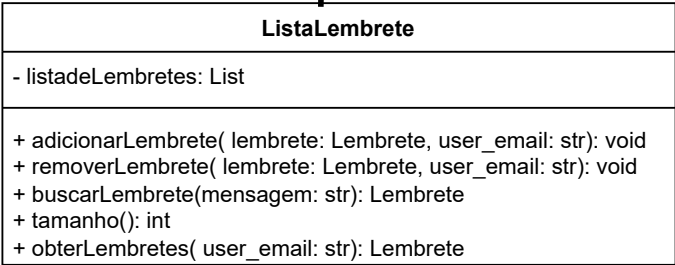 ListaLembrete
- listadeLembretes: List
+ adicionarLembrete( lembrete: Lembrete, user_email: str): void
+ removerLembrete( lembrete: Lembrete, user_email: str): void
+ buscarLembrete(mensagem: str): Lembrete
+ tamanho(): int
+ obterLembretes( user_email: str): Lembrete